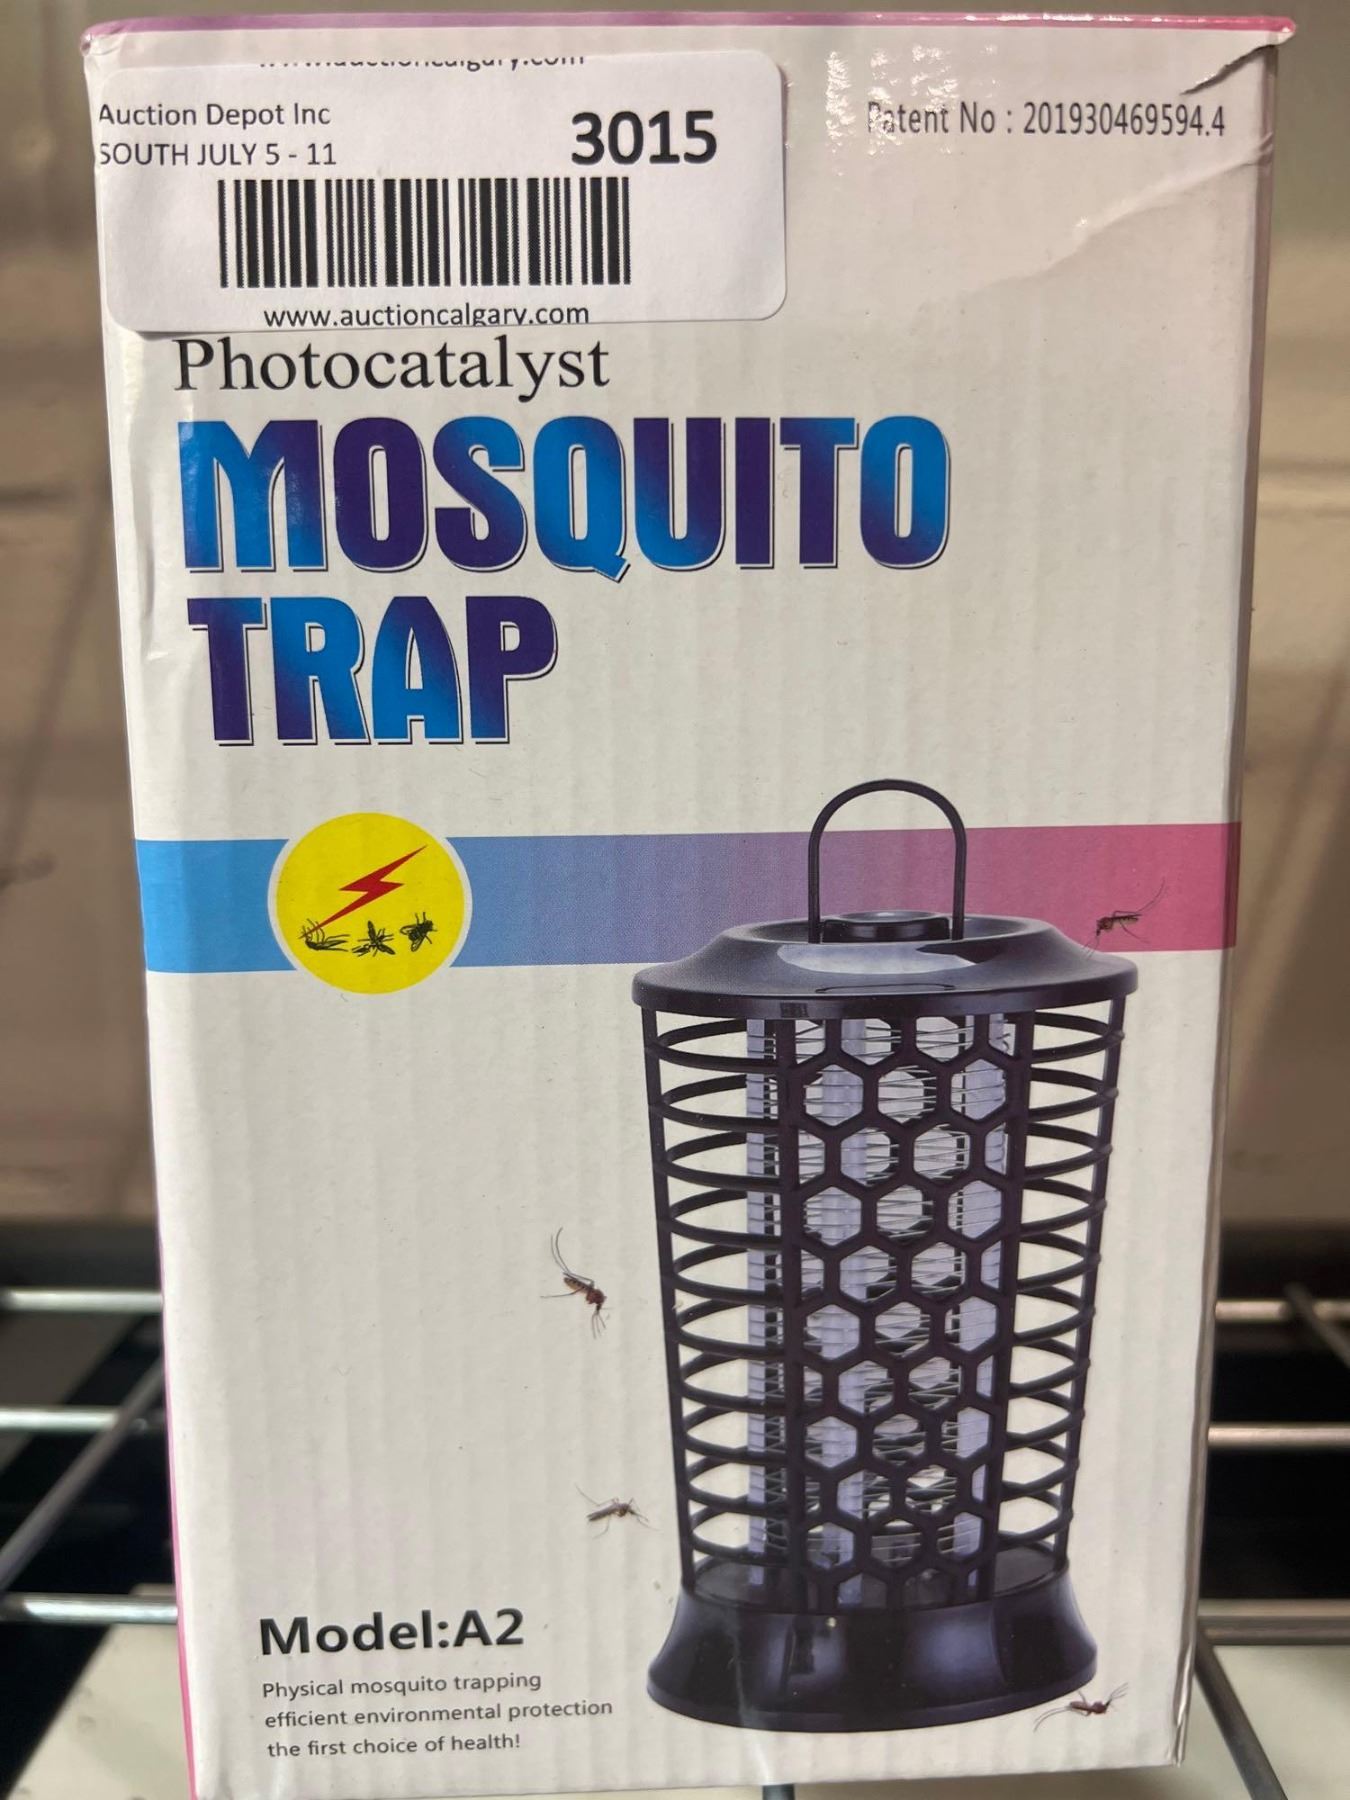 Auction Depot Inc
SOUTH JULY 5 - 11
3015
www.auctioncalgary.com
Patent No : 201930469594.4
Photocatalyst
MOSQUITO
TRAP
Model:A2
Physical mosquito trapping
efficient environmental protection
the first choice of health!